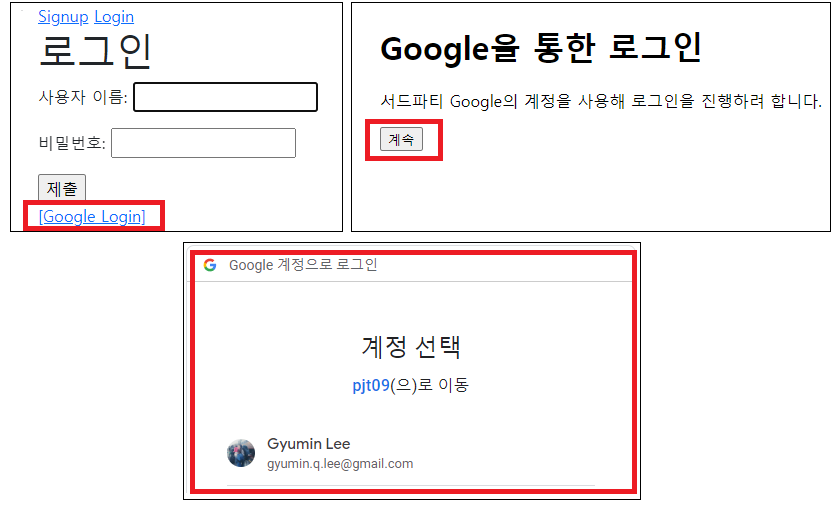 Signup Login
로그인
사용자 이름:
비밀번호:
제출
[Google Login]
Google을 통한 로그인
서드파티 Google의 계정을 사용해 로그인을 진행하려 합니다.
계속
Google 계정으로 로그인
계정 선택
pjt09(으)로 이동
Gyumin Lee
gyumin.q.lee@gmail.com